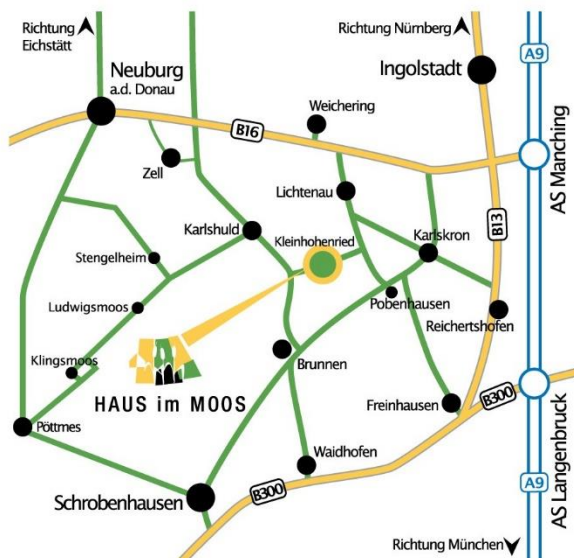 Richtung
Eichstätt
Richtung Nürnberg
A9
Neuburg
a.d. Donau
Ingolstadt
Weichering
B16
AS Manching
Zell
Lichtenau
Karlshuld
Kleinhohenried
Karlskron
B13
Stengelheim
Pobenhausen
Ludwigsmoos
Reichertshofen
Klingsmoos
Brunnen
HAUS im MOOS
Freinhausen
B300
Pöttmes
Waidhofen
Schrobenhausen
B300
A9
AS Langenbruck
Richtung München